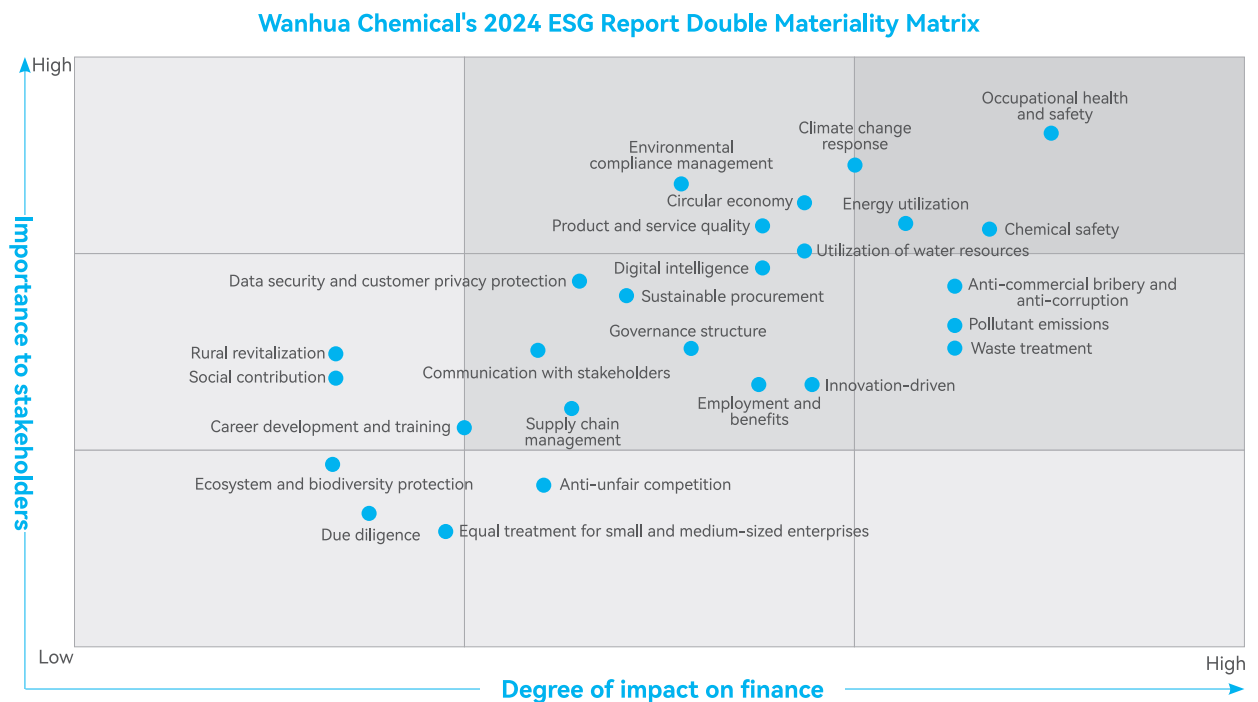 Wanhua Chemical's 2024 ESG Report Double Materiality Matrix
High
Importance to stakeholders
Occupational health
and safety
Climate change
response
Environmental
compliance management
Circular economy
Energy utilization
Product and service quality
Chemical safety
Utilization of water resources
Digital intelligence
Data security and customer privacy protection
Anti-commercial bribery and
anti-corruption
Sustainable procurement
Pollutant emissions
Governance structure
Waste treatment
Rural revitalization
Communication with stakeholders
Social contribution
Innovation-driven
Employment and
benefits
Career development and training
Supply chain
management
Ecosystem and biodiversity protection
Anti-unfair competition
Due diligence
Equal treatment for small and medium-sized enterprises
Low
High
Degree of impact on finance